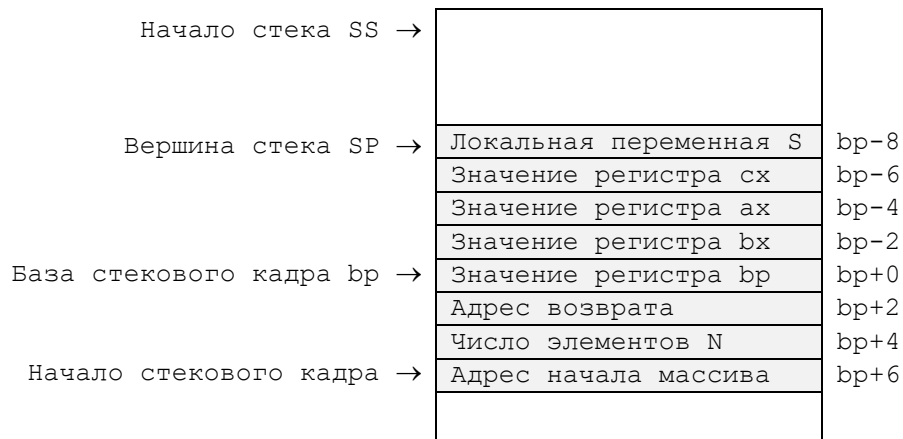 Начало стека SS →
Вершина стека SP → Локальная переменная S bp-8
Значение регистра cx bp-6
Значение регистра ax bp-4
Значение регистра bx bp-2
База стекового кадра bp → Значение регистра bp bp+0
Адрес возврата bp+2
Число элементов N bp+4
Начало стекового кадра → Адрес начала массива bp+6